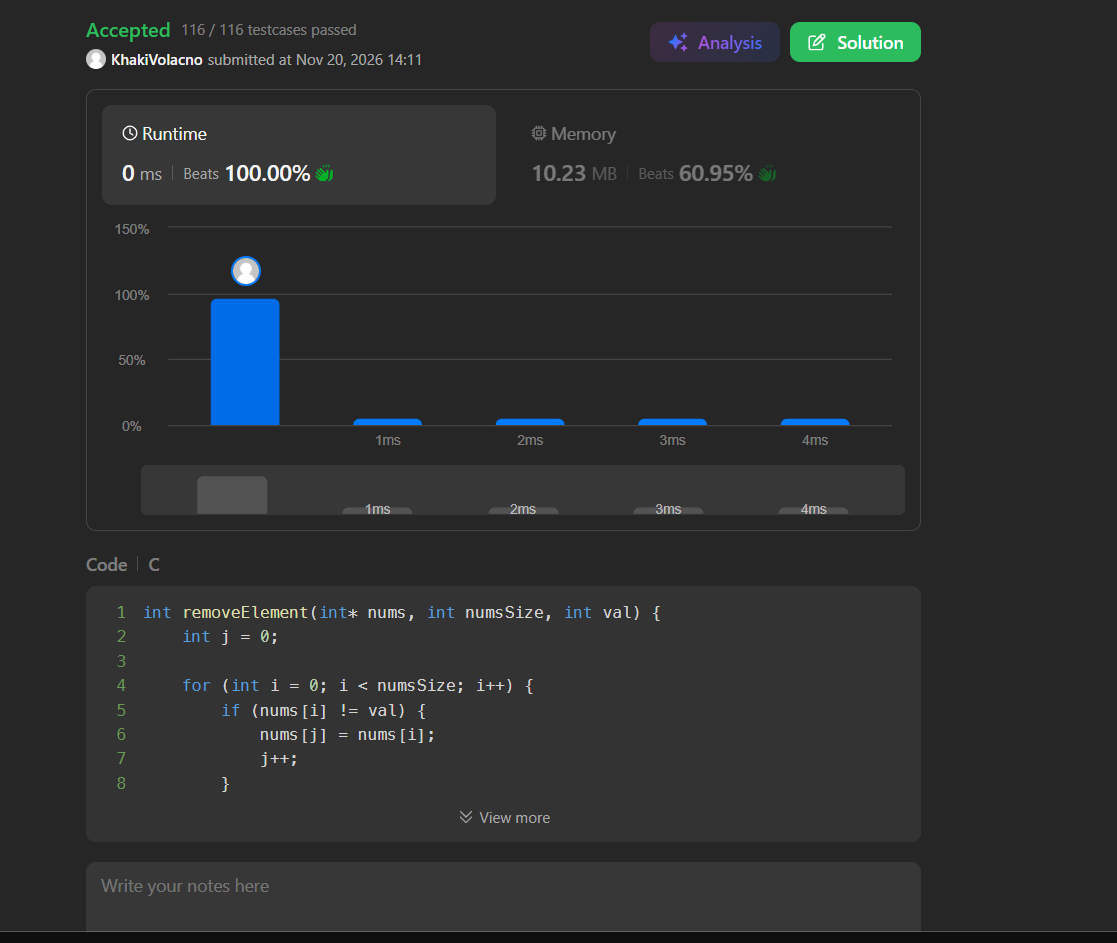 Accepted 116 / 116 testcases passed
KhakiVolacno submitted at Nov 20, 2026 14:11
Analysis
Solution
Runtime
0 ms Beats 100.00%
Memory
10.23 MB Beats 60.95%
150%
100%
50%
0%
1ms 2ms 3ms 4ms
1ms 2ms 3ms 4ms
Code C
1 int removeElement(int* nums, int numsSize, int val) {
2     int j = 0;
3
4     for (int i = 0; i < numsSize; i++) {
5         if (nums[i] != val) {
6             nums[j] = nums[i];
7             j++;
8         }
View more
Write your notes here